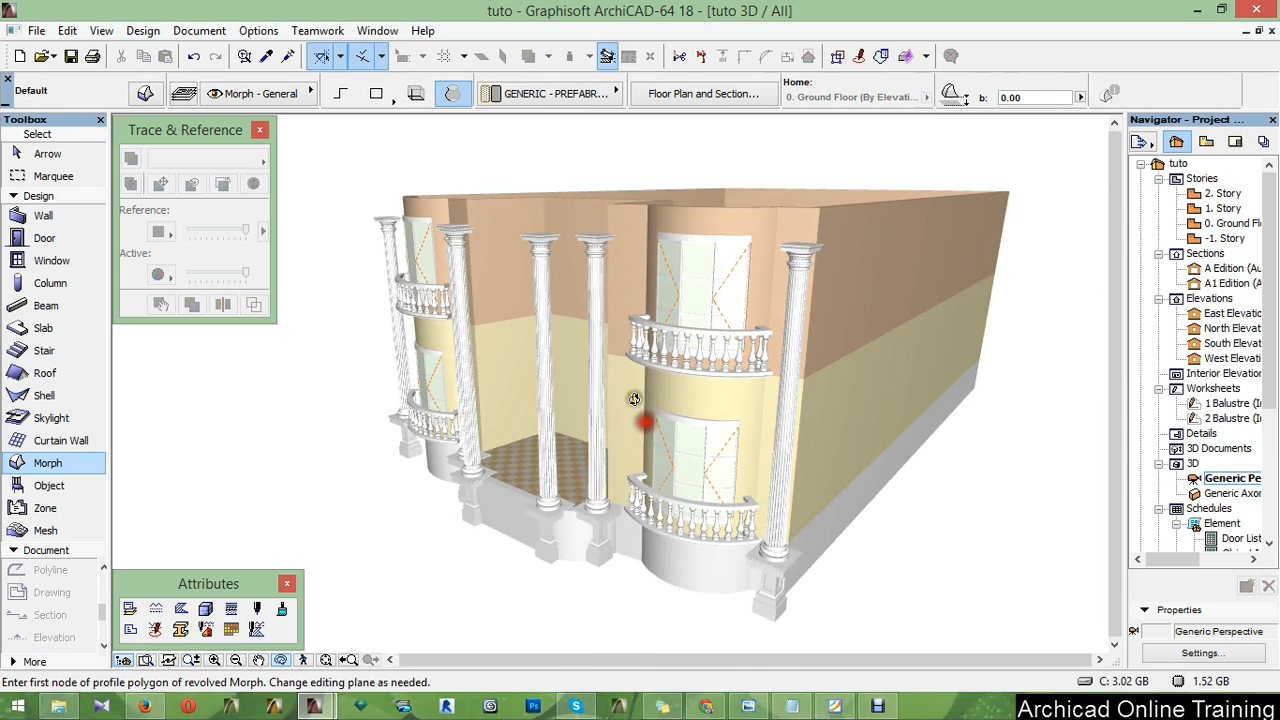 tuto - Graphisoft ArchiCAD-64 18 - [tuto 3D / All]
File Edit View Design Document Options Teamwork Window Help
Default
Morph - General
GENERIC - PREFABR...
Floor Plan and Section...
Home:
0. Ground Floor (By Elevati...
b: 0.00
Toolbox
Select
Arrow
Marquee
Design
Wall
Door
Window
Column
Beam
Slab
Stair
Roof
Shell
Skylight
Curtain Wall
Morph
Object
Zone
Mesh
Document
Polyline
Drawing
Section
Elevation
More
Trace & Reference
Reference:
Active:
Attributes
Navigator - Project ...
tuto
Stories
2. Story
1. Story
0. Ground Fl
-1. Story
Sections
A Edition (Au
A1 Edition (A
Elevations
East Elevatio
North Elevati
South Elevati
West Elevatio
Interior Elevatio
Worksheets
1 Balustre (In
2 Balustre (In
Details
3D Documents
3D
Generic Pe
Generic Axon
Schedules
Element
Door List
Properties
Generic Perspective
Settings...
Enter first node of profile polygon of revolved Morph. Change editing plane as needed.
C: 3.02 GB
1.52 GB
Archicad Online Training